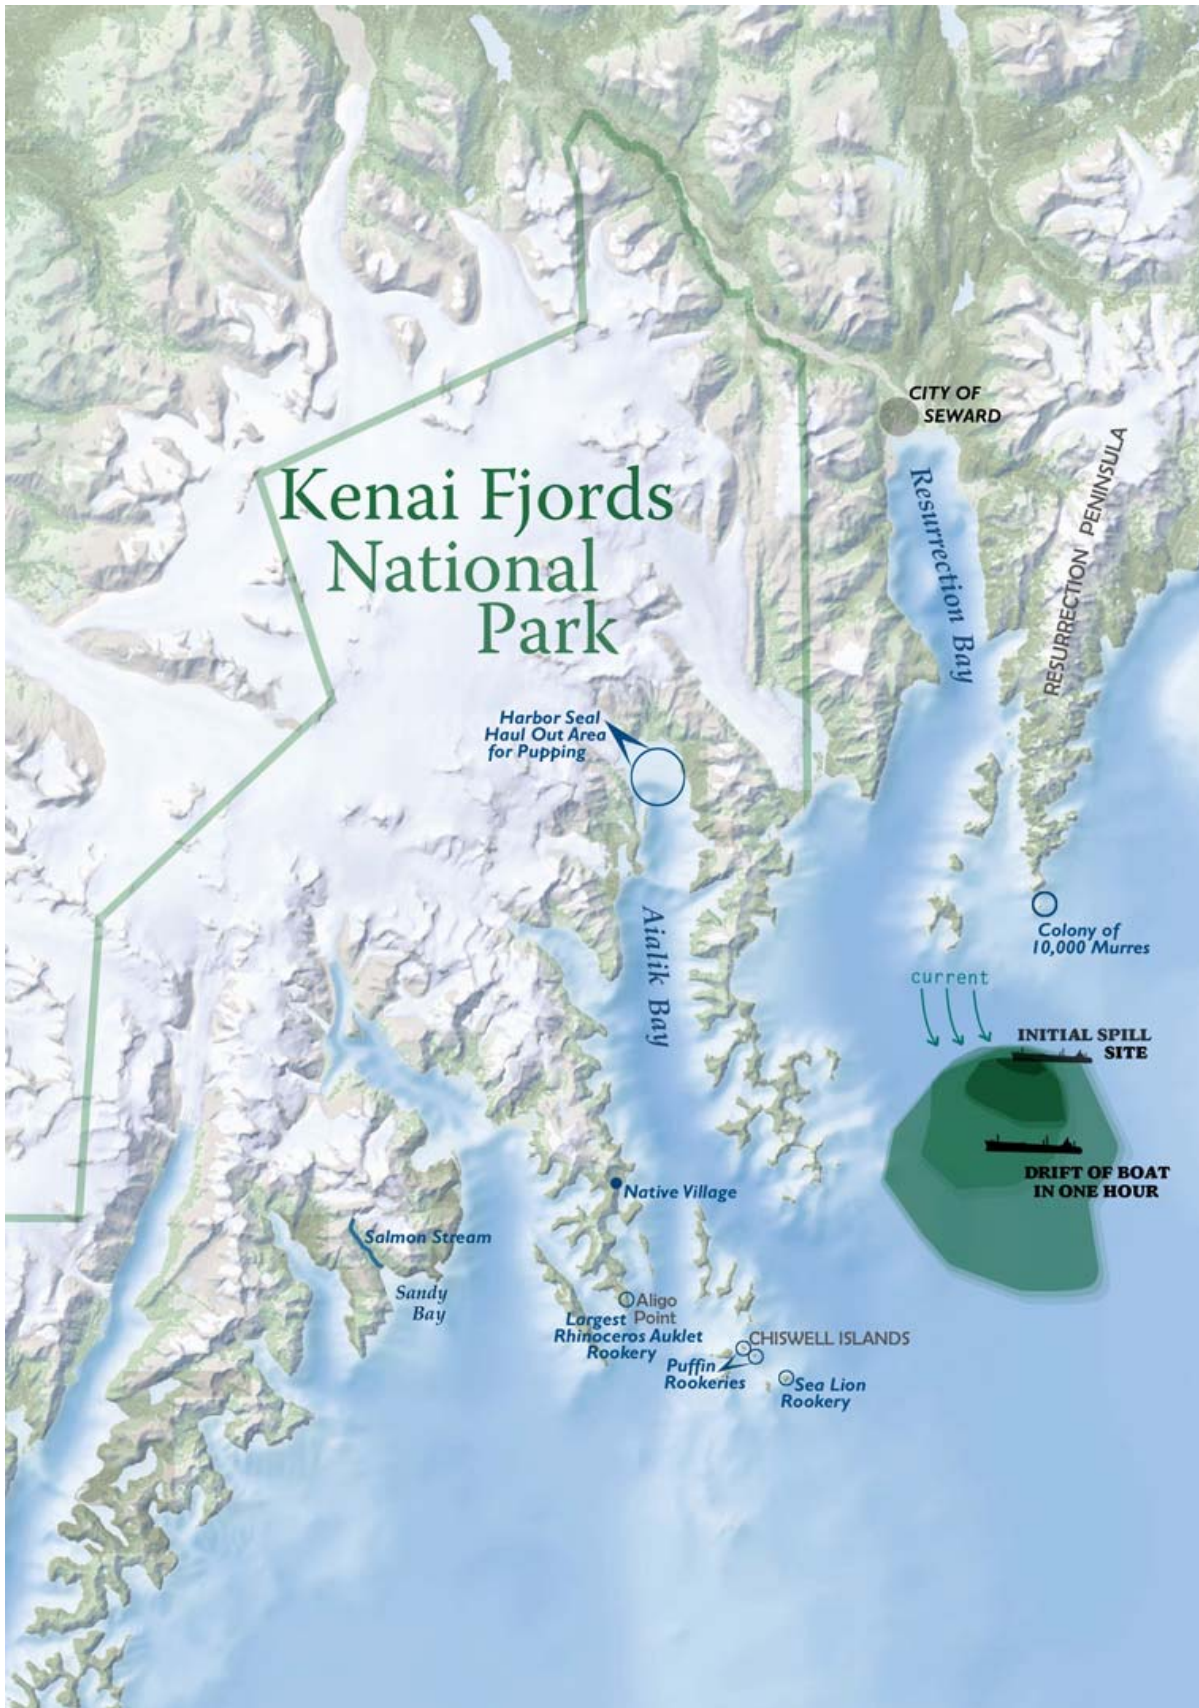 CITY OF
SEWARD
Kenai Fjords
National
Park
Resurrection Bay
RESURRECTION PENINSULA
Harbor Seal
Haul Out Area
for Pupping
Aialik Bay
Colony of
10,000 Murres
current
INITIAL SPILL
SITE
DRIFT OF BOAT
IN ONE HOUR
Native Village
Salmon Stream
Sandy
Bay
Aligo
Point
Largest
Rhinoceros Auklet
Rookery
CHISWELL ISLANDS
Puffin
Rookeries
Sea Lion
Rookery